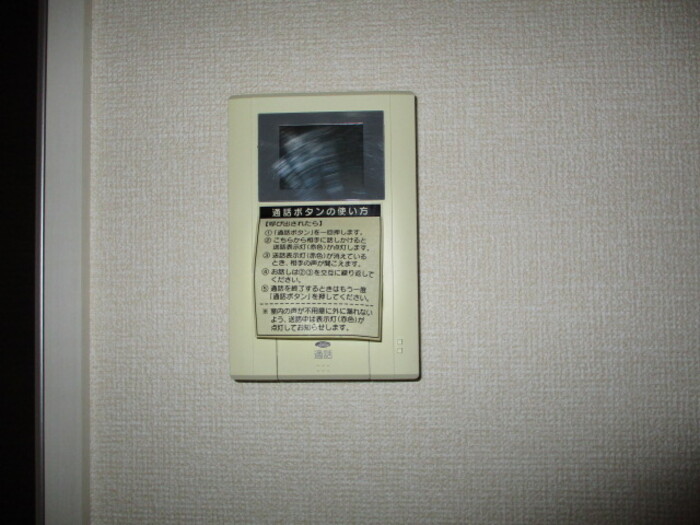 通話ボタンの使い方
【呼び出されたら】
①「通話ボタン」を一回押します。
②こちらから相手に話しかけると
送話表示灯(赤色)が点灯します。
③送話表示灯(赤色)が消えている
とき、相手の声が聞こえます。
④お話しは②③を交互に繰り返して
ください。
⑤通話を終了するときはもう一度
「通話ボタン」を押してください。
※室内の声が不用意に外に漏れない
よう、送話中は表示灯(赤色)が
点灯してお知らせします。
通話